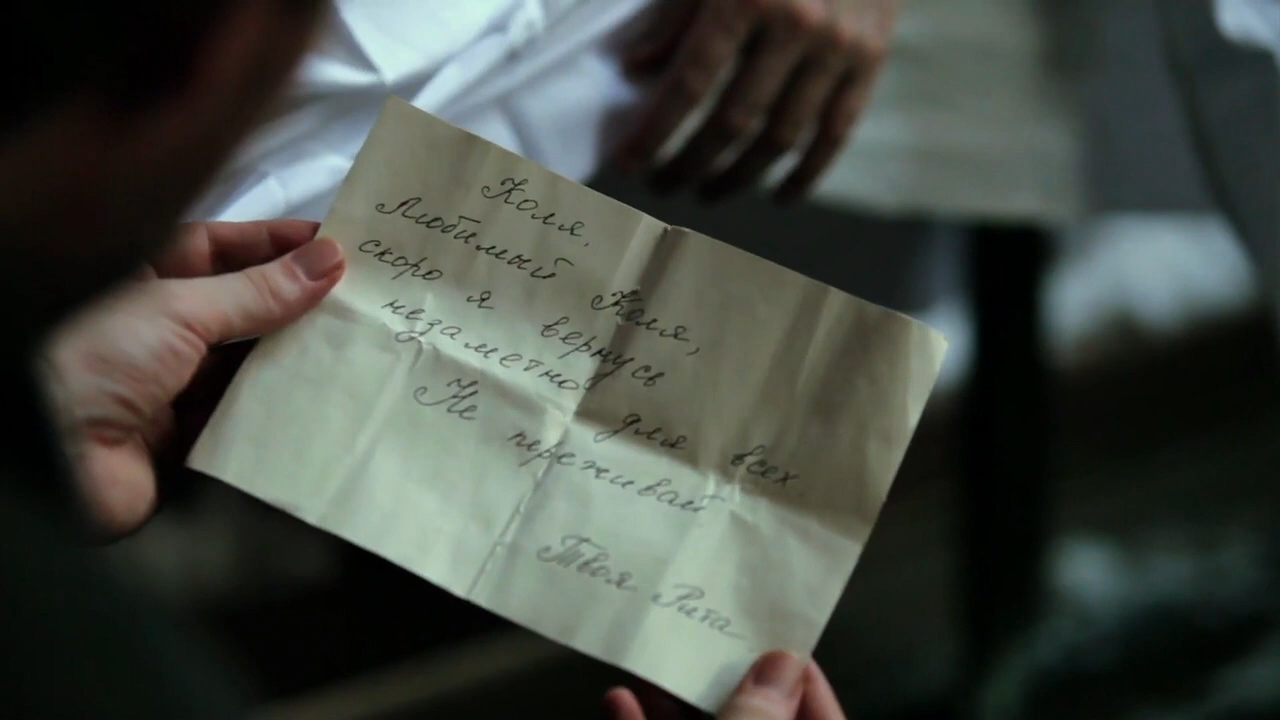 Коля.
Любимый Коля,
скоро я вернусь
незаметно для всех.
Не переживай
Твоя Рита